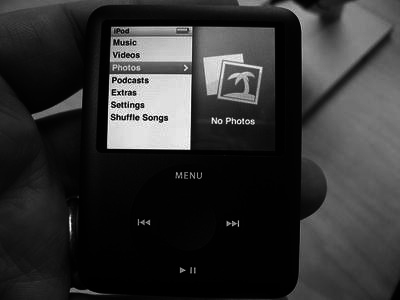 iPod
Music
Videos
Photos
Podcasts
Extras
Settings
Shuffle Songs
No Photos
MENU